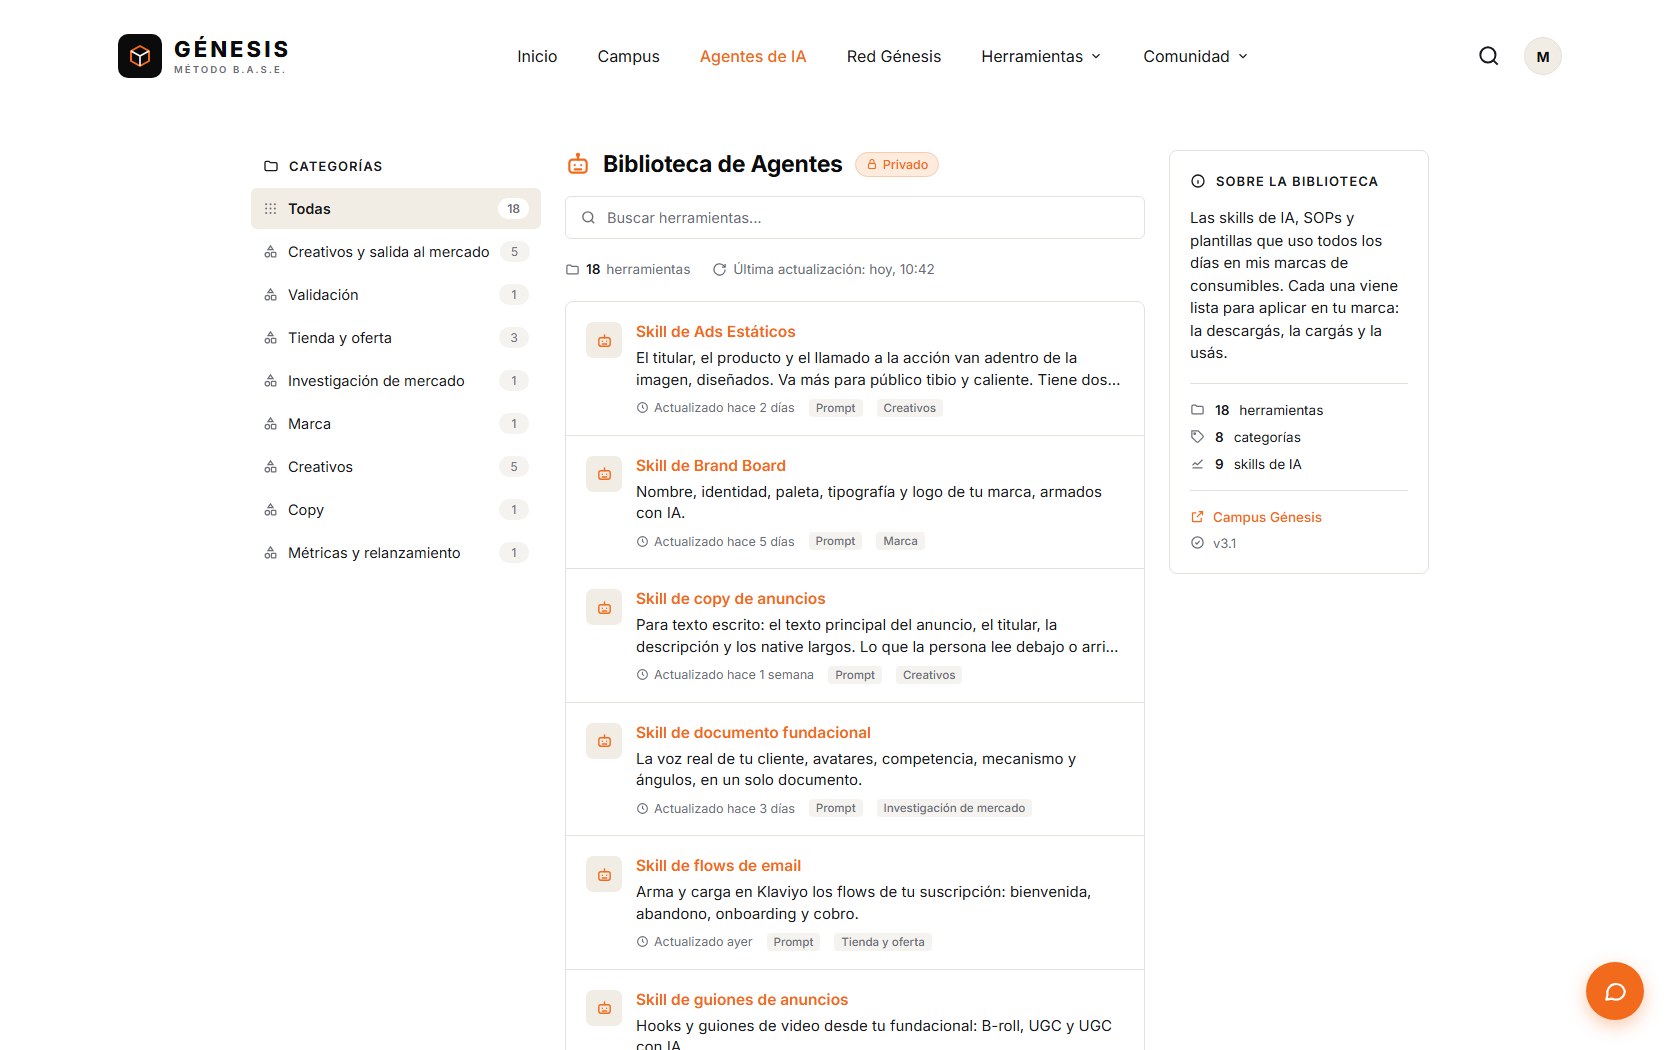 GÉNESIS
MÉTODO B.A.S.E.
Inicio
Campus
Agentes de IA
Red Génesis
Herramientas
Comunidad
M
CATEGORÍAS
Todas 18
Creativos y salida al mercado 5
Validación 1
Tienda y oferta 3
Investigación de mercado 1
Marca 1
Creativos 5
Copy 1
Métricas y relanzamiento 1
Biblioteca de Agentes
Privado
Buscar herramientas...
18 herramientas
Última actualización: hoy, 10:42
Skill de Ads Estáticos
El titular, el producto y el llamado a la acción van adentro de la
imagen, diseñados. Va más para público tibio y caliente. Tiene dos...
Actualizado hace 2 días Prompt Creativos
Skill de Brand Board
Nombre, identidad, paleta, tipografía y logo de tu marca, armados
con IA.
Actualizado hace 5 días Prompt Marca
Skill de copy de anuncios
Para texto escrito: el texto principal del anuncio, el titular, la
descripción y los native largos. Lo que la persona lee debajo o arri...
Actualizado hace 1 semana Prompt Creativos
Skill de documento fundacional
La voz real de tu cliente, avatares, competencia, mecanismo y
ángulos, en un solo documento.
Actualizado hace 3 días Prompt Investigación de mercado
Skill de flows de email
Arma y carga en Klaviyo los flows de tu suscripción: bienvenida,
abandono, onboarding y cobro.
Actualizado ayer Prompt Tienda y oferta
Skill de guiones de anuncios
Hooks y guiones de video desde tu fundacional: B-roll, UGC y UGC
con IA
SOBRE LA BIBLIOTECA
Las skills de IA, SOPs y
plantillas que uso todos los
días en mis marcas de
consumibles. Cada una viene
lista para aplicar en tu marca:
la descargás, la cargás y la
usás.
18 herramientas
8 categorías
9 skills de IA
Campus Génesis
v3.1